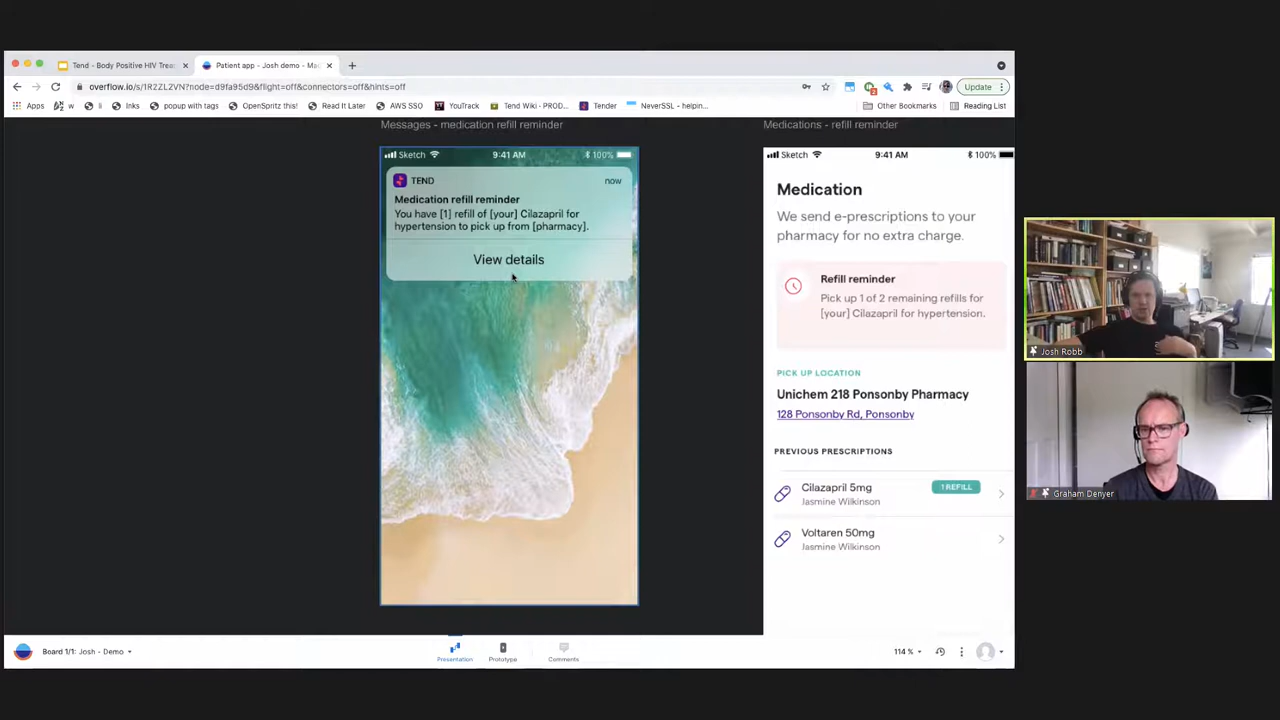 Tend - Body Positive HIV Trea
Patient app - Josh demo - Ma
overflow.io/s/1R2ZL2VN?node=d9fa95d9&flight=off&connectors=off&hints=off
Update
Apps
w
li
Inks
popup with tags
OpenSpritz this!
Read It Later
AWS SSO
YouTrack
Tend Wiki - PROD...
Tender
NeverSSL - helpin...
Other Bookmarks
Reading List
Messages - medication refill reminder
Sketch
9:41 AM
100%
TEND
now
Medication refill reminder
You have [1] refill of [your] Cilazapril for
hypertension to pick up from [pharmacy].
View details
Medications - refill reminder
Sketch
9:41 AM
100%
Medication
We send e-prescriptions to your
pharmacy for no extra charge.
Refill reminder
Pick up 1 of 2 remaining refills for
[your] Cilazapril for hypertension.
PICK UP LOCATION
Unichem 218 Ponsonby Pharmacy
128 Ponsonby Rd, Ponsonby
PREVIOUS PRESCRIPTIONS
Cilazapril 5mg
1 REFILL
Jasmine Wilkinson
Voltaren 50mg
Jasmine Wilkinson
Josh Robb
Graham Denyer
Board 1/1: Josh - Demo
Presentation
Prototype
Comments
114 %